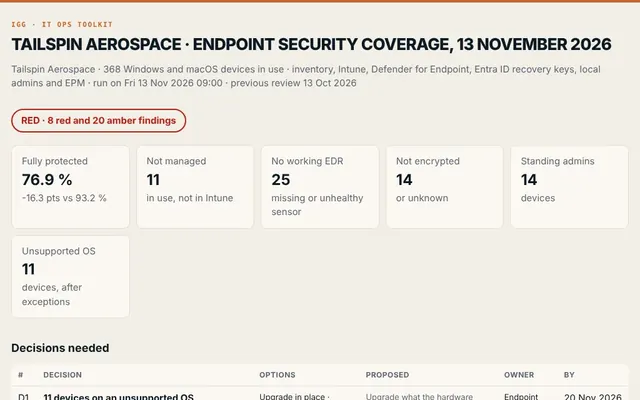 IGG · IT OPS TOOLKIT
TAILSPIN AEROSPACE · ENDPOINT SECURITY COVERAGE, 13 NOVEMBER 2026
Tailspin Aerospace · 368 Windows and macOS devices in use · inventory, Intune, Defender for Endpoint, Entra ID recovery keys, local
admins and EPM · run on Fri 13 Nov 2026 09:00 · previous review 13 Oct 2026
RED · 8 red and 20 amber findings
Fully protected
76.9 %
-16.3 pts vs 93.2 %
Not managed
11
in use, not in Intune
No working EDR
25
missing or unhealthy
sensor
Not encrypted
14
or unknown
Standing admins
14
devices
Unsupported OS
11
devices, after
exceptions
Decisions needed
# DECISION OPTIONS PROPOSED OWNER BY
D1 11 devices on an unsupported OS Upgrade in place · Upgrade what the hardware Endpoint 20 Nov 2026